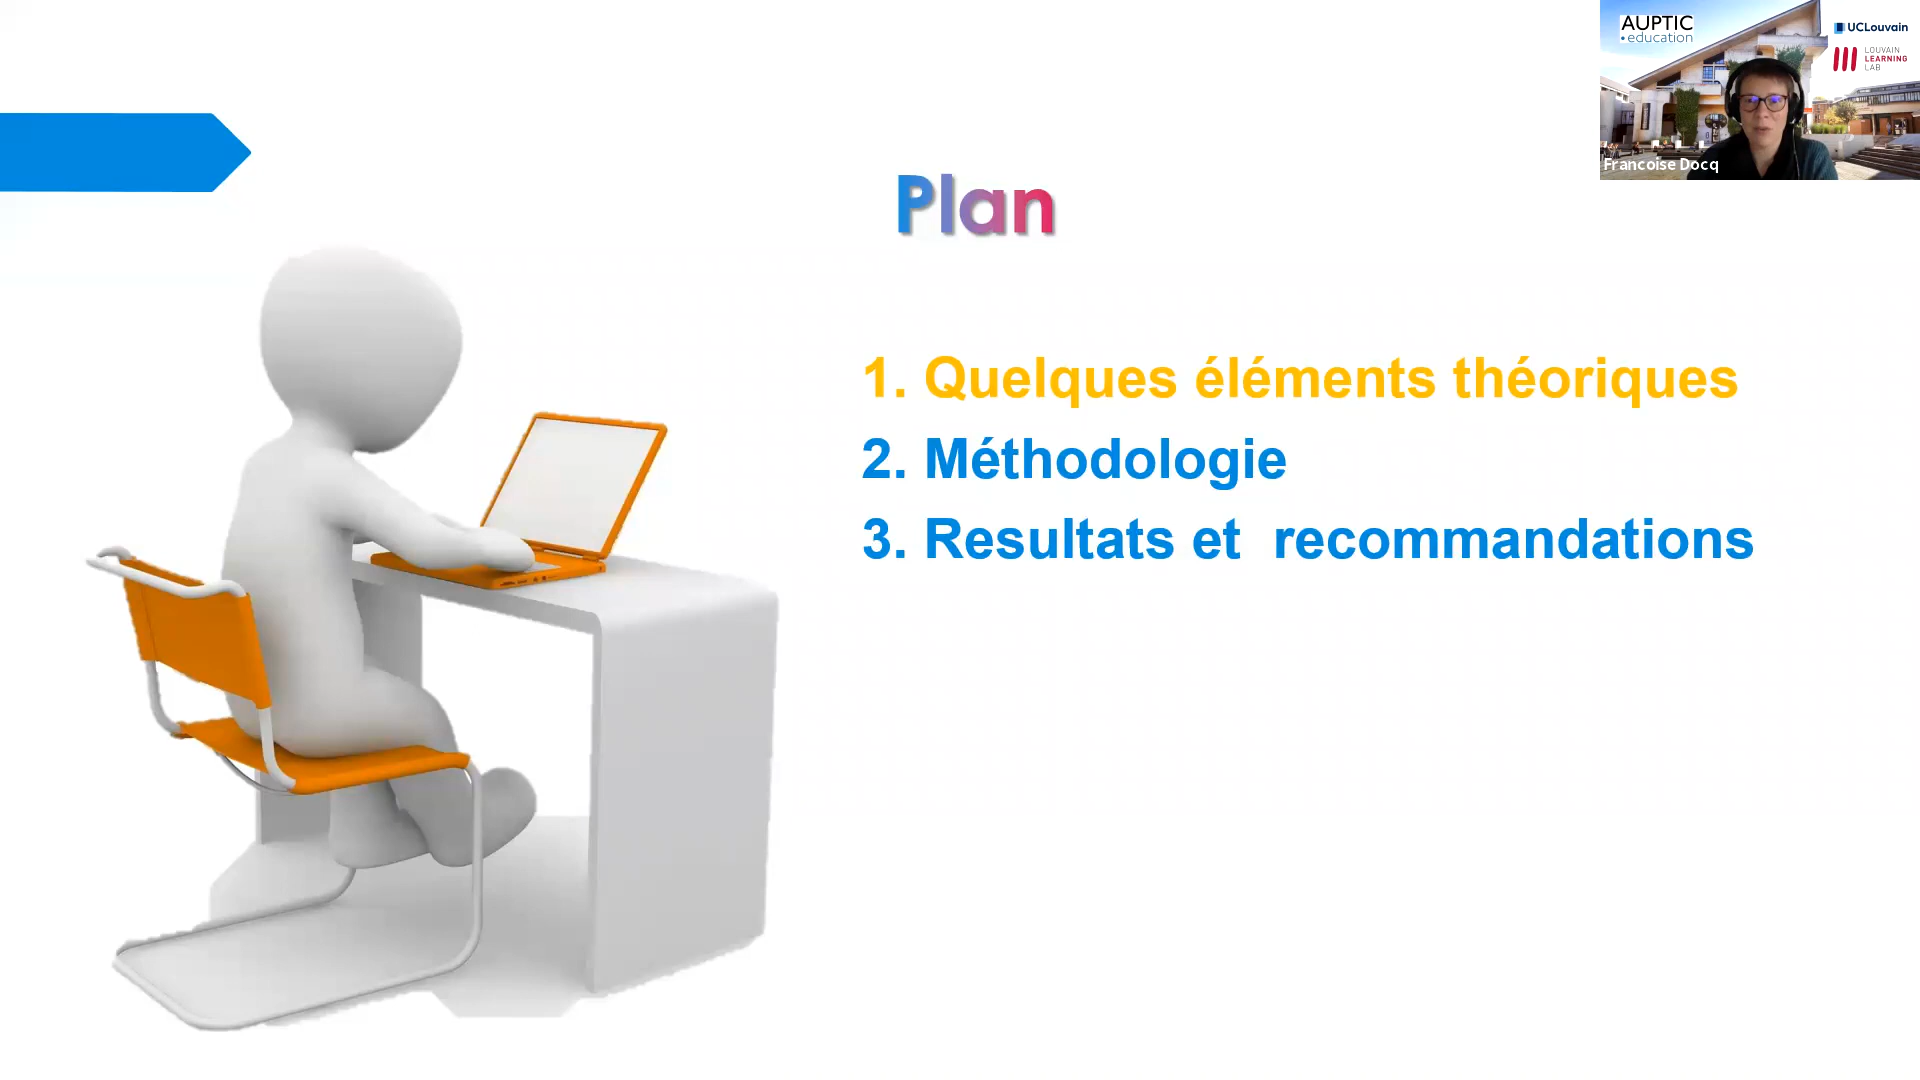 AUPTIC
•education
UCLouvain
LOUVAIN
LEARNING
LAB
Francoise Docq
Plan
1. Quelques éléments théoriques
2. Méthodologie
3. Resultats et  recommandations